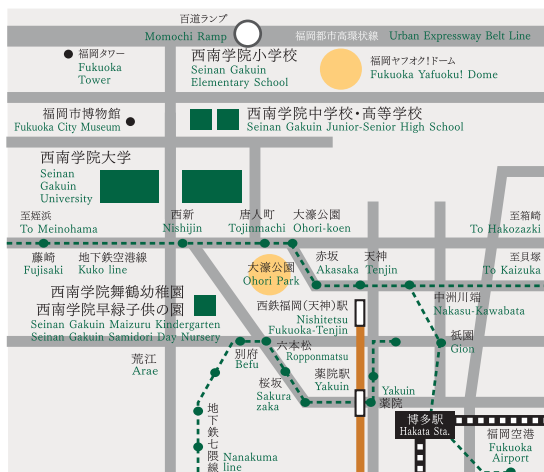 百道ランプ
Momochi Ramp
福岡都市高環状線 Urban Expressway Belt Line
福岡タワー
Fukuoka
Tower
西南学院小学校
Seinan Gakuin
Elementary School
福岡ヤフオク!ドーム
Fukuoka Yafuoku! Dome
福岡市博物館
Fukuoka City Museum
西南学院中学校・高等学校
Seinan Gakuin Junior-Senior High School
西南学院大学
Seinan
Gakuin
University
至姪浜
To Meinohama
西新
Nishijin
唐人町
Tojinmachi
大濠公園
Ohori-koen
至箱崎
To Hakozaki
藤崎
Fujisaki
地下鉄空港線
Kuko line
大濠公園
Ohori Park
赤坂
Akasaka
天神
Tenjin
至貝塚
To Kaizuka
西南学院舞鶴幼稚園
西南学院早緑子供の園
Seinan Gakuin Maizuru Kindergarten
Seinan Gakuin Samidori Day Nursery
西鉄福岡(天神)駅
Nishitetsu
Fukuoka-Tenjin
中洲川端
Nakasu-Kawabata
祇園
Gion
荒江
Arae
別府
Befu
六本松
Ropponmatsu
桜坂
Sakura
zaka
薬院駅
Yakuin
Yakuin
薬院
博多駅
Hakata Sta.
地下鉄七隈線
Nanakuma
line
福岡空港
Fukuoka
Airport